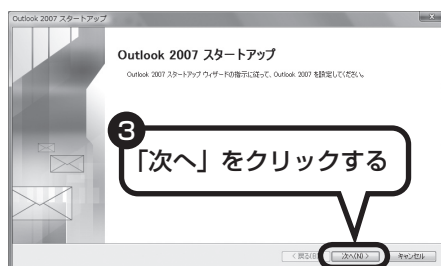 Outlook 2007 スタートアップ
Outlook 2007 スタートアップ
Outlook 2007 スタートアップ ウィザードの指示に従って、Outlook 2007 を設定してください。
3
「次へ」をクリックする
< 戻る(B) 次へ(N) > キャンセル